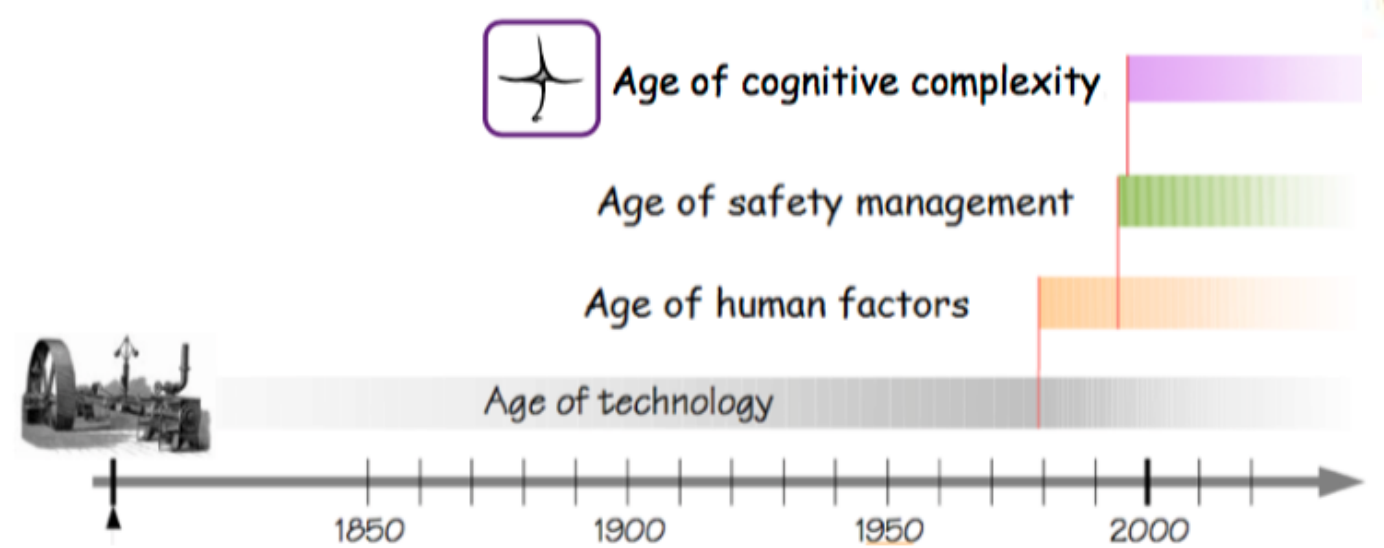 Age of cognitive complexity
Age of safety management
Age of human factors
Age of technology
1850 1900 1950 2000